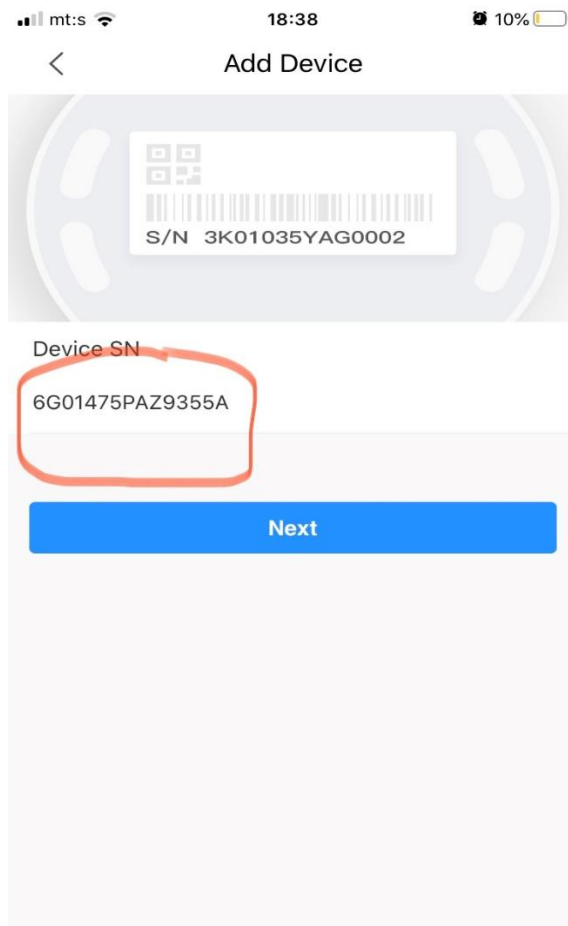 mt:s
18:38
10%
Add Device
S/N 3K01035YAG0002
Device SN
6G01475PAZ9355A
Next